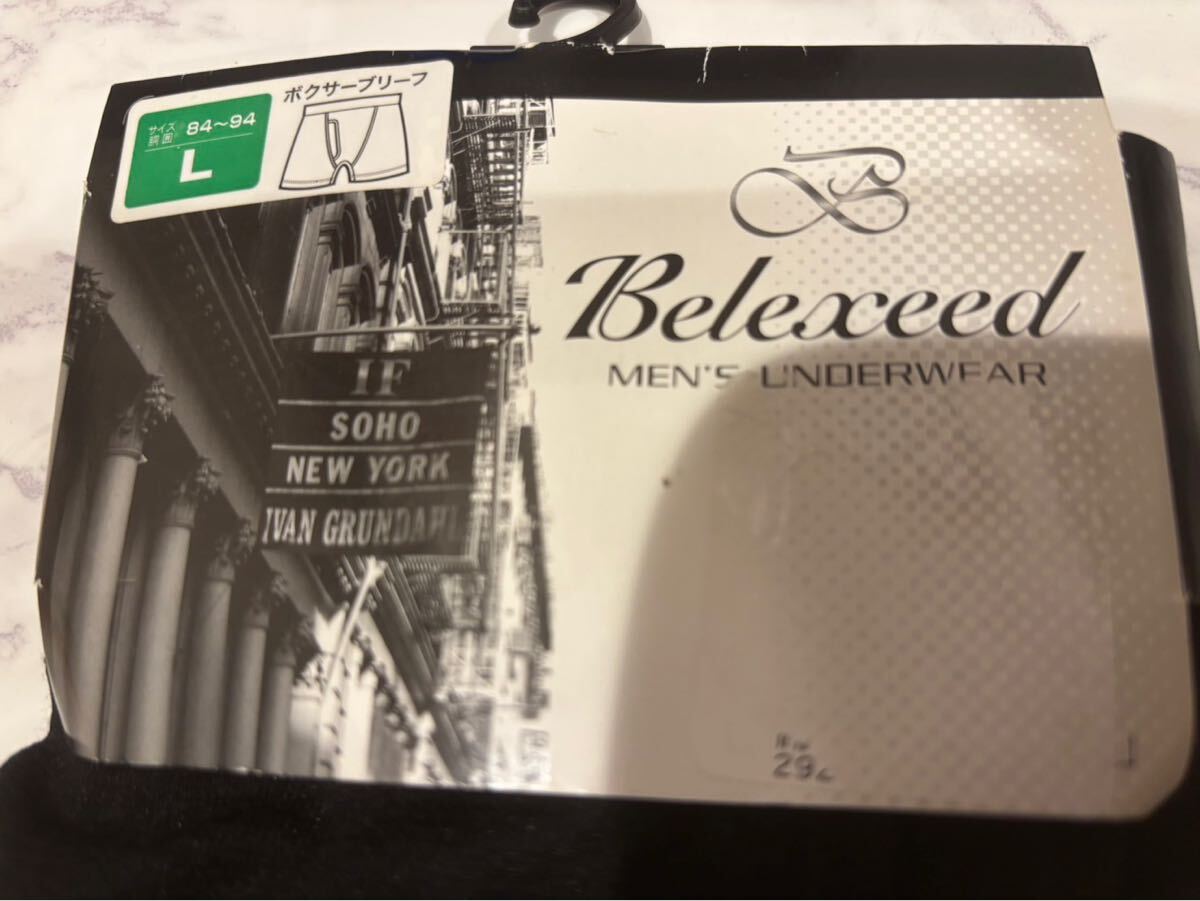 ボクサーブリーフ
サイズ
胴囲 84～94
L
Belexeed
MEN'S UNDERWEAR
IF
SOHO
NEW YORK
IVAN GRUNDAHL